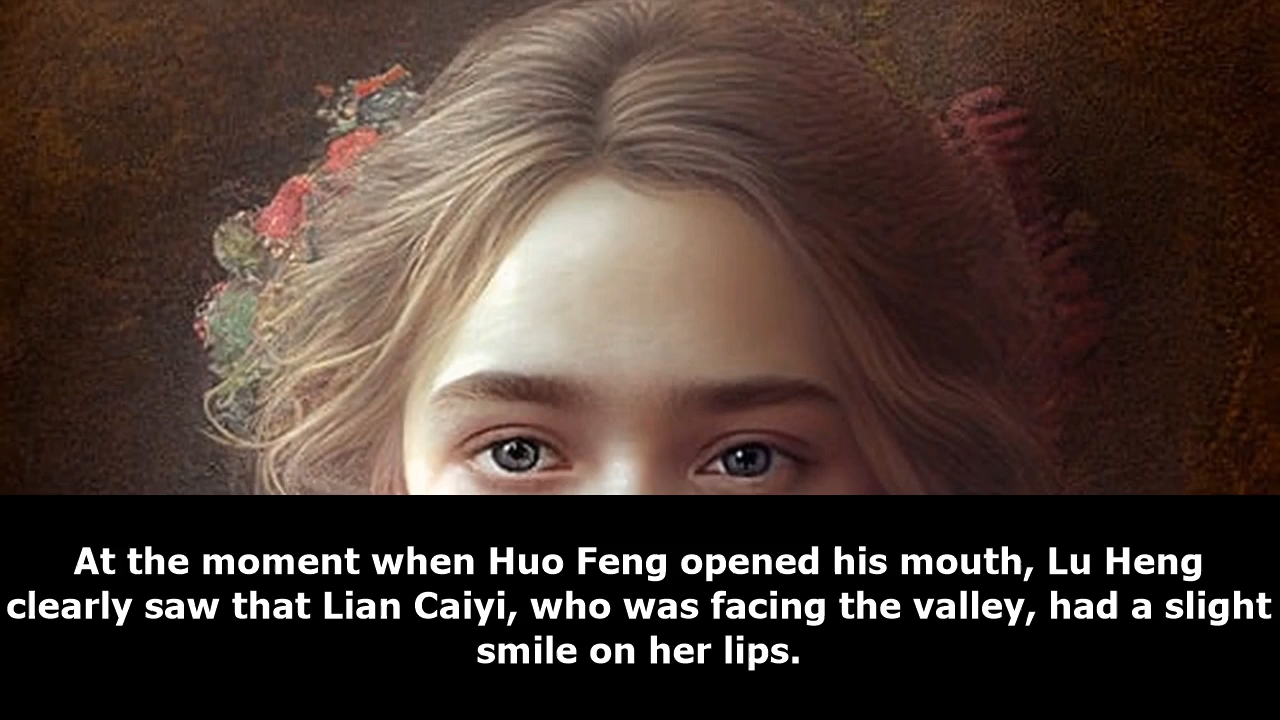 At the moment when Huo Feng opened his mouth, Lu Heng
clearly saw that Lian Caiyi, who was facing the valley, had a slight
smile on her lips.